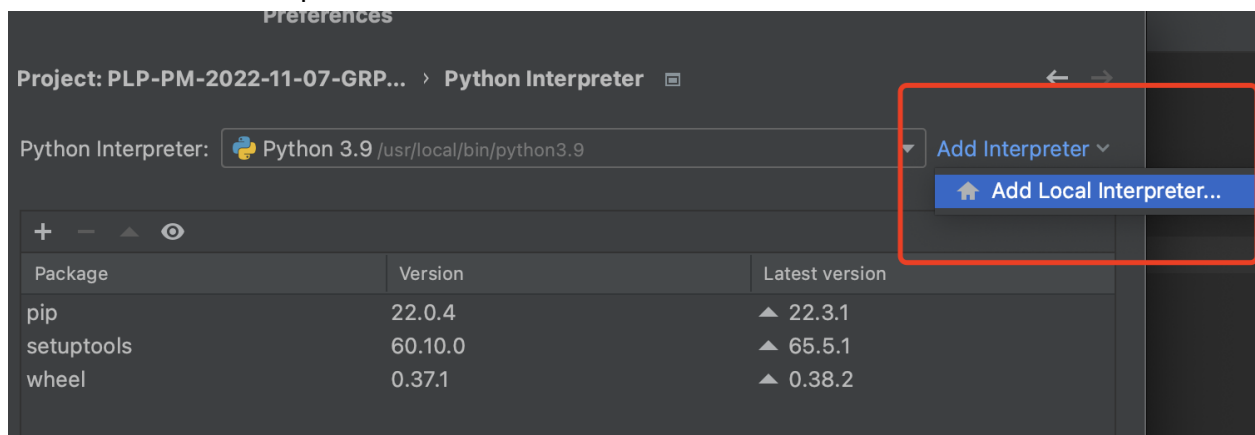 Preferences
Project: PLP-PM-2022-11-07-GRP... › Python Interpreter
Python Interpreter: Python 3.9 /usr/local/bin/python3.9 Add Interpreter
Add Local Interpreter...
Package Version Latest version
pip 22.0.4 22.3.1
setuptools 60.10.0 65.5.1
wheel 0.37.1 0.38.2